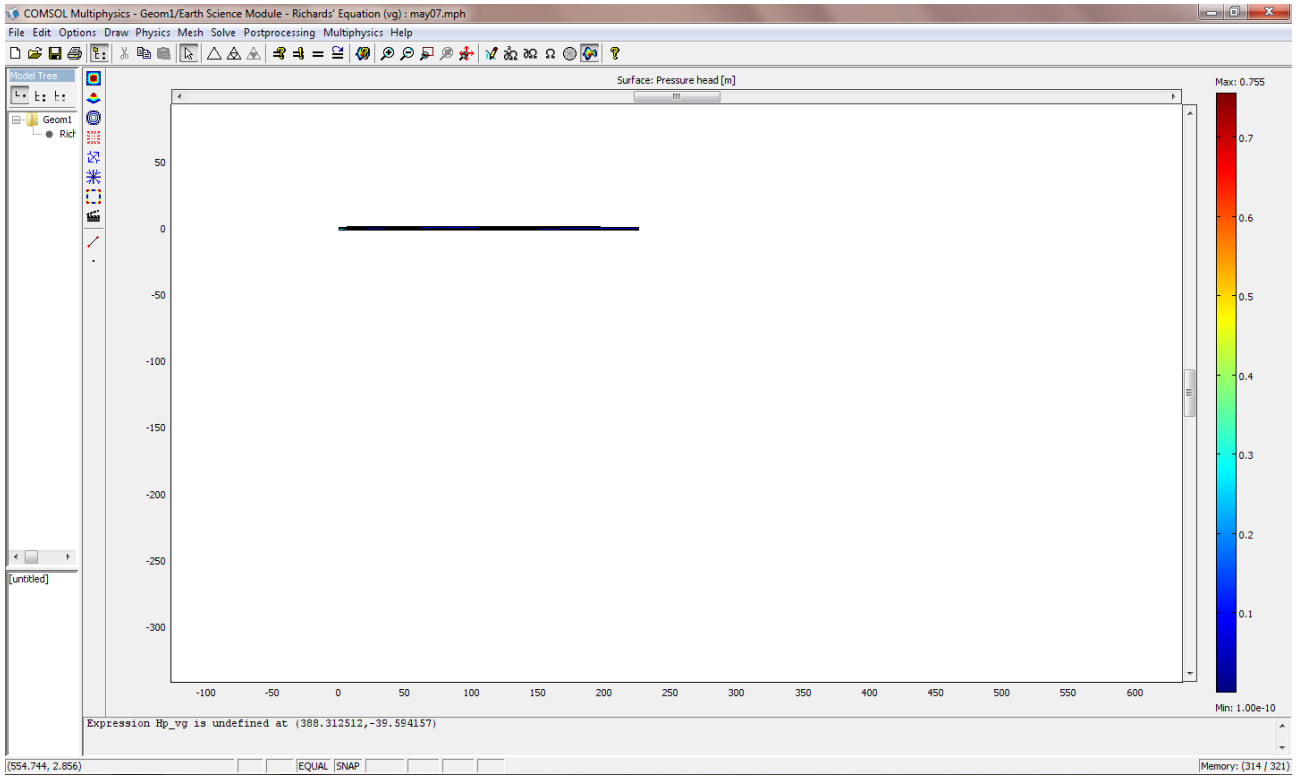 COMSOL Multiphysics - Geom1/Earth Science Module - Richards' Equation (vg) : may07.mph
File Edit Options Draw Physics Mesh Solve Postprocessing Multiphysics Help
Model Tree
Geom1
Rich
[untitled]
Surface: Pressure head [m]
50
0
-50
-100
-150
-200
-250
-300
-100 -50 0 50 100 150 200 250 300 350 400 450 500 550 600
Max: 0.755
0.7
0.6
0.5
0.4
0.3
0.2
0.1
Min: 1.00e-10
Expression Hp_vg is undefined at (388.312512,-39.594157)
(554.744, 2.856) EQUAL SNAP Memory: (314 / 321)